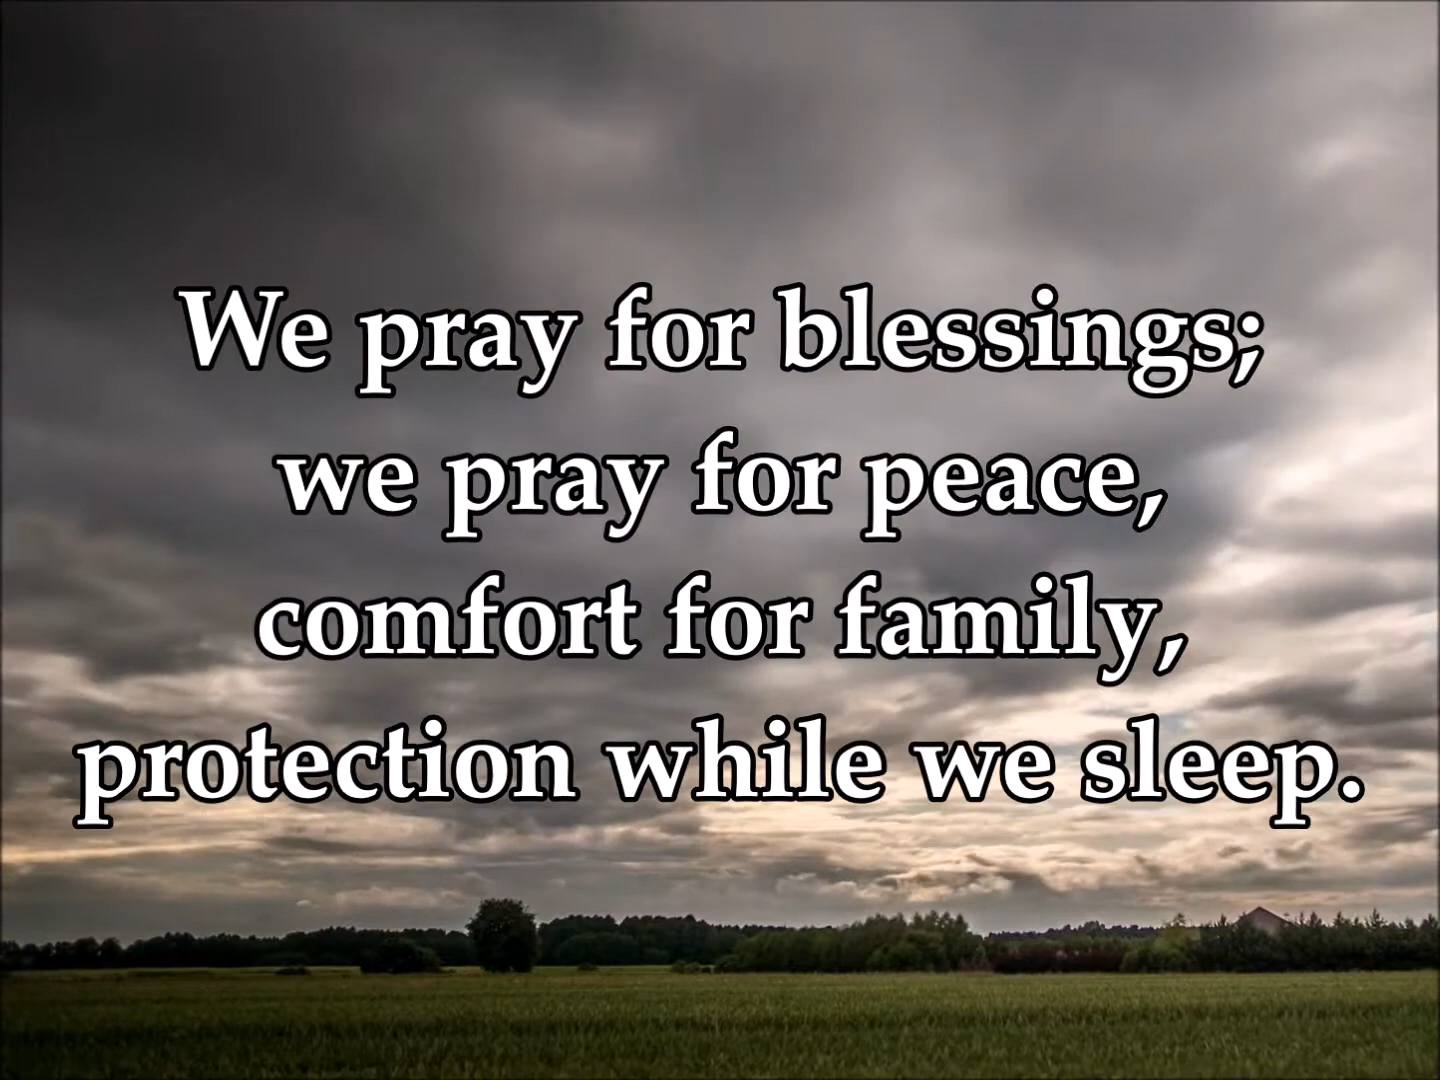 We pray for blessings;
we pray for peace,
comfort for family,
protection while we sleep.